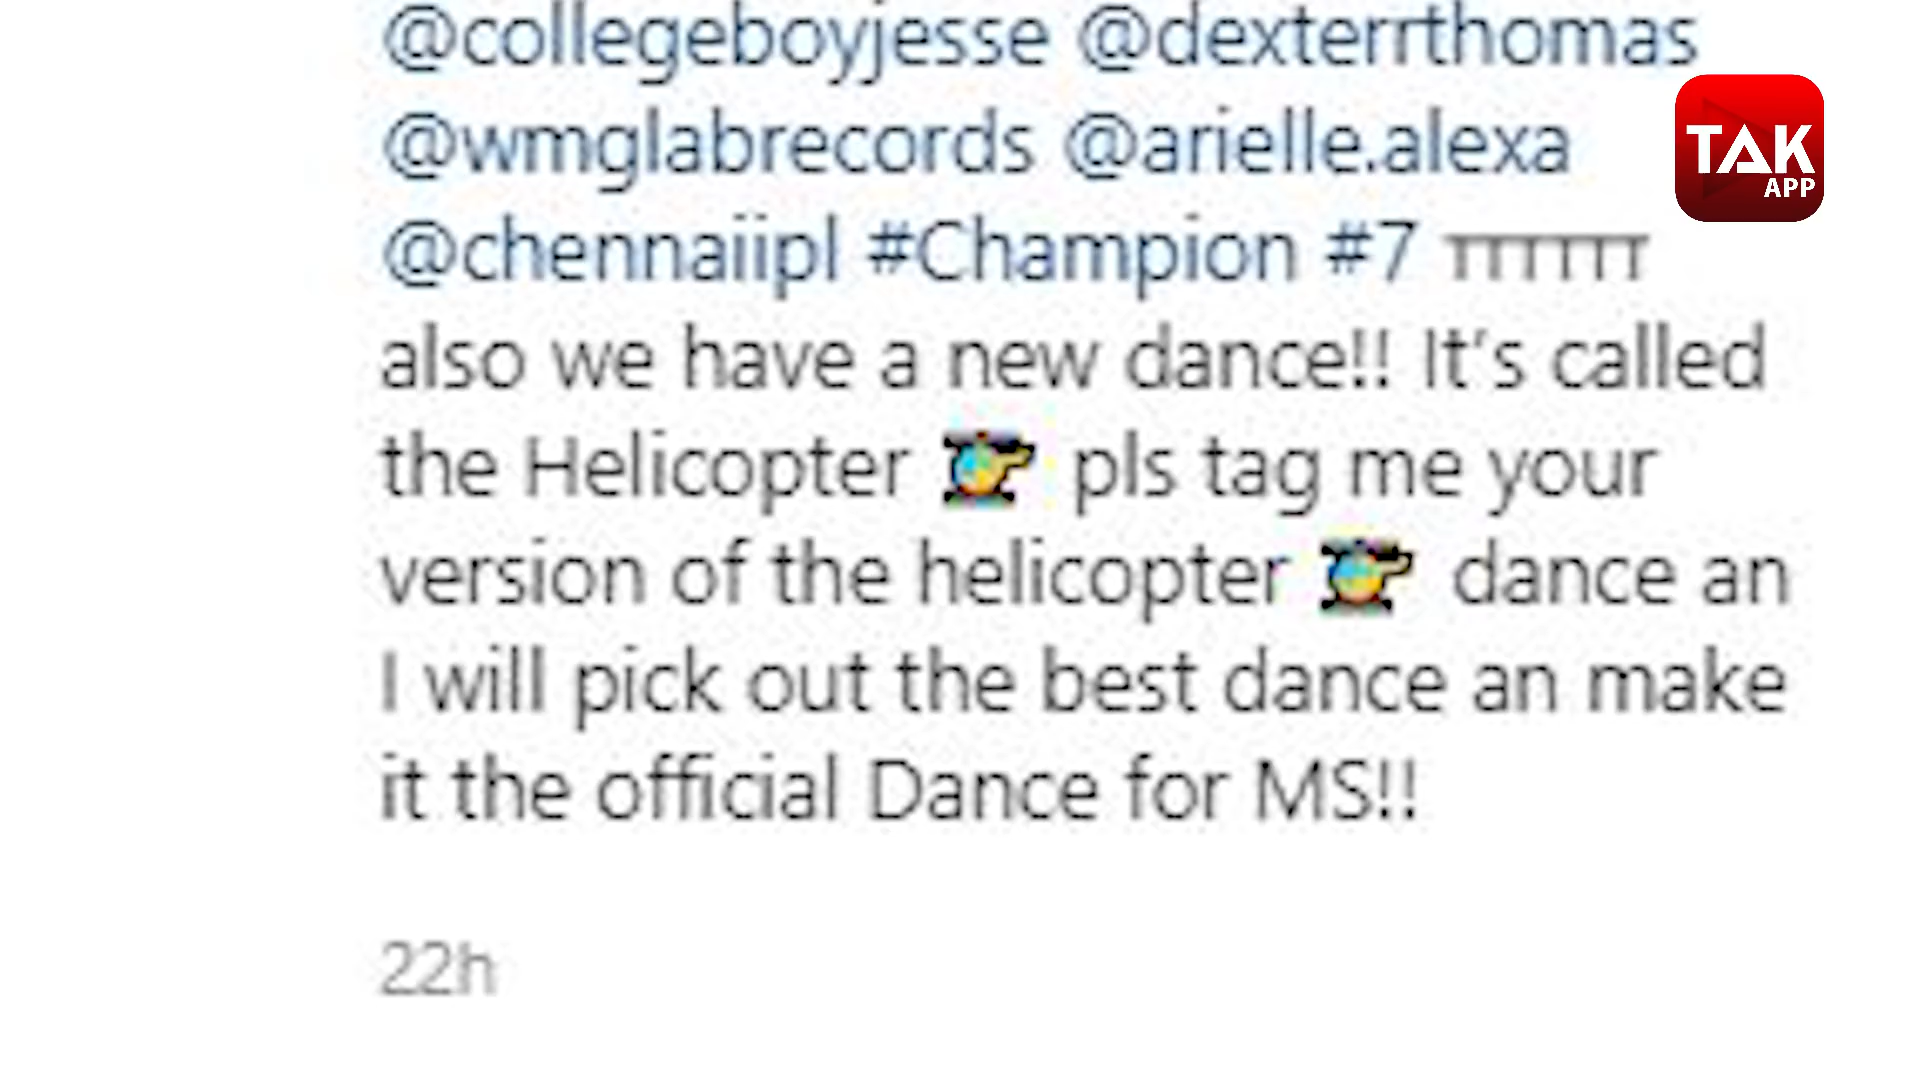 @collegeboyjesse @dexterrthomas
@wmglabrecords @arielle.alexa
TAK
APP
@chennaiipl #Champion #7
also we have a new dance!! It's called
the Helicopter 🚁 pls tag me your
version of the helicopter 🚁 dance an
I will pick out the best dance an make
it the official Dance for MS!!
22h